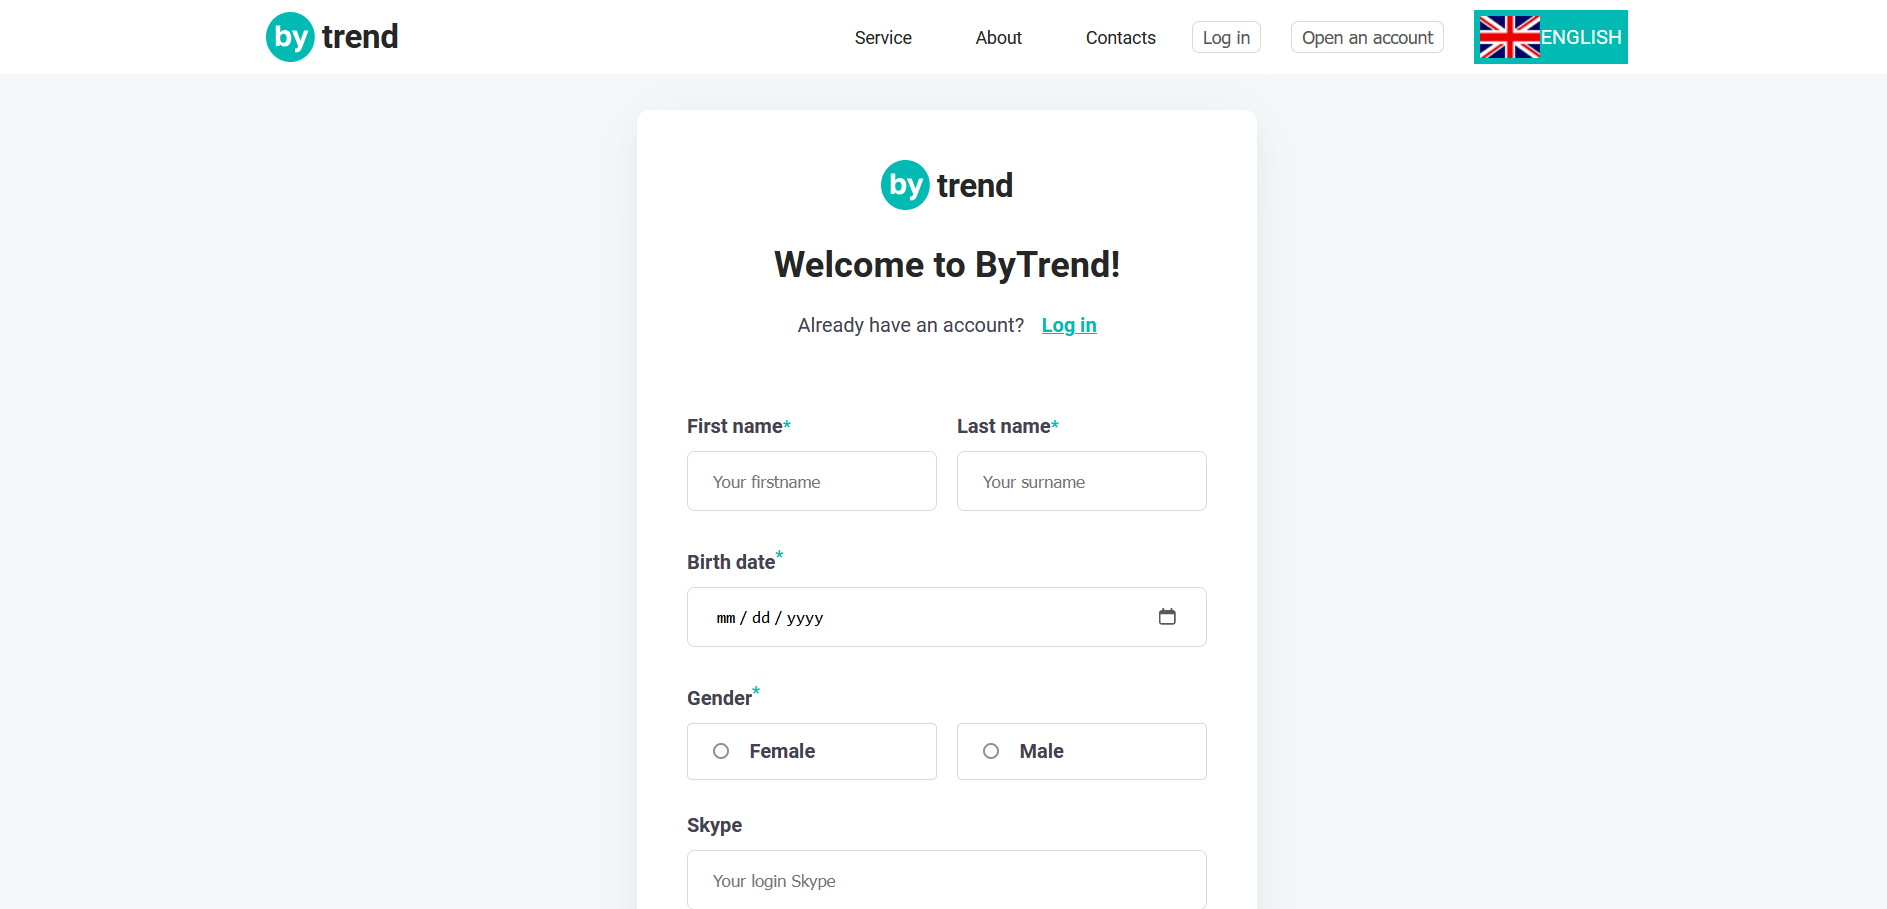 by trend
Service About Contacts Log in Open an account ENGLISH
by trend
Welcome to ByTrend!
Already have an account? Log in
First name* Last name*
Your firstname Your surname
Birth date*
mm / dd / yyyy
Gender*
Female Male
Skype
Your login Skype